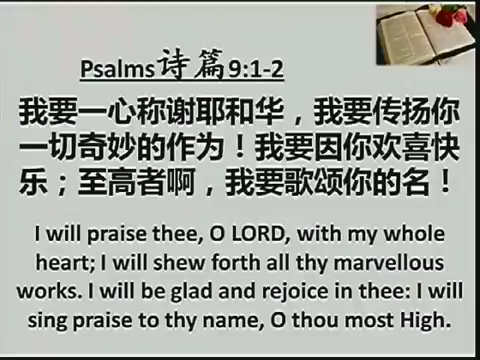 Psalms诗篇9:1-2
我要一心称谢耶和华，我要传扬你
一切奇妙的作为！我要因你欢喜快
乐；至高者啊，我要歌颂你的名！
I will praise thee, O LORD, with my whole
heart; I will shew forth all thy marvellous
works. I will be glad and rejoice in thee: I will
sing praise to thy name, O thou most High.